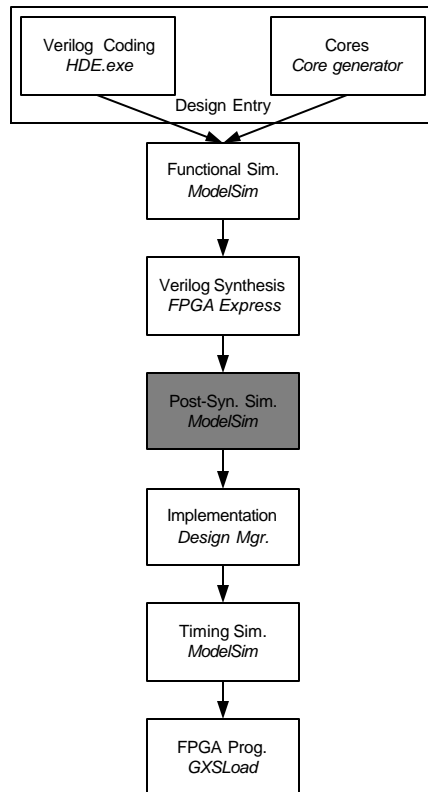 Verilog Coding
HDE.exe
Cores
Core generator
Design Entry
Functional Sim.
ModelSim
Verilog Synthesis
FPGA Express
Post-Syn. Sim.
ModelSim
Implementation
Design Mgr.
Timing Sim.
ModelSim
FPGA Prog.
GXSLoad